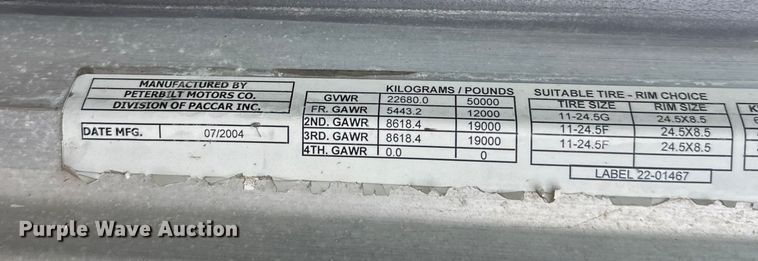 MANUFACTURED BY
PETERBILT MOTORS CO.
DIVISION OF PACCAR INC.
DATE MFG. 07/2004
KILOGRAMS / POUNDS
GVWR 22680.0 50000
FR. GAWR 5443.2 12000
2ND. GAWR 8618.4 19000
3RD. GAWR 8618.4 19000
4TH. GAWR 0.0 0
SUITABLE TIRE - RIM CHOICE
TIRE SIZE RIM SIZE
11-24.5G 24.5X8.5
11-24.5F 24.5X8.5
11-24.5F 24.5X8.5
LABEL 22-01467
Purple Wave Auction